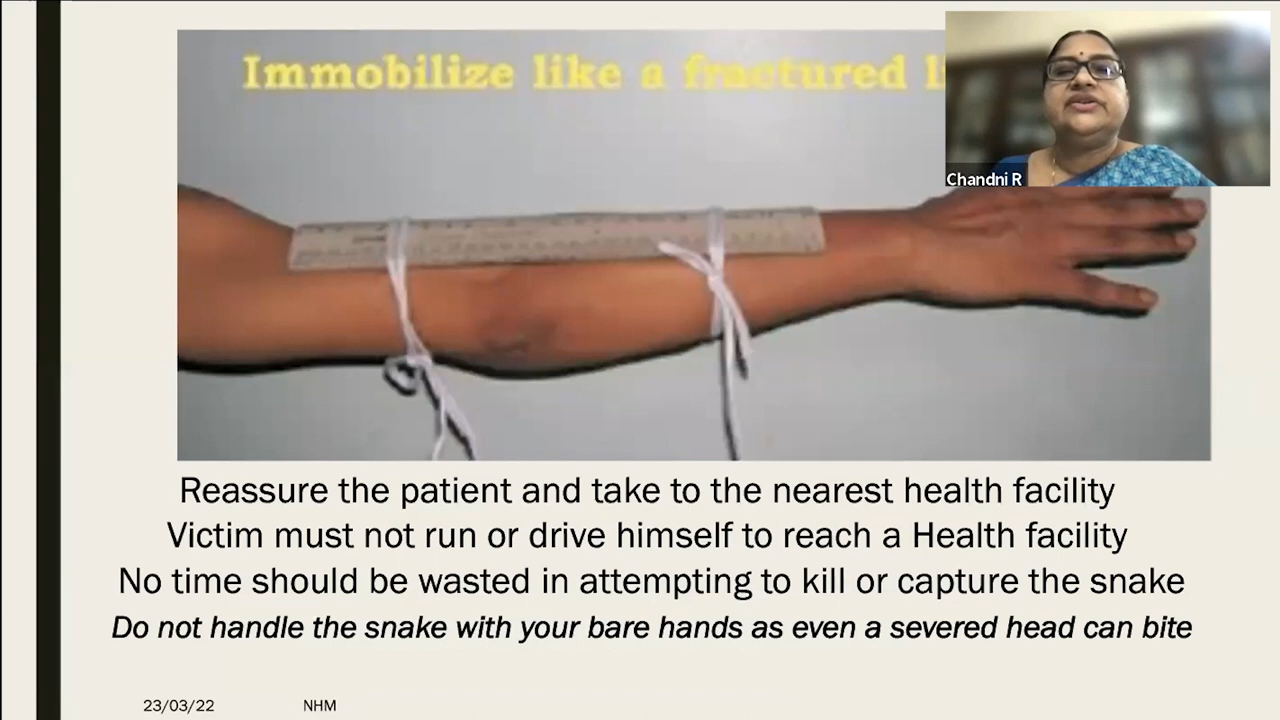 Immobilize like a fractured
Chandni R
Reassure the patient and take to the nearest health facility
Victim must not run or drive himself to reach a Health facility
No time should be wasted in attempting to kill or capture the snake
Do not handle the snake with your bare hands as even a severed head can bite
23/03/22 NHM